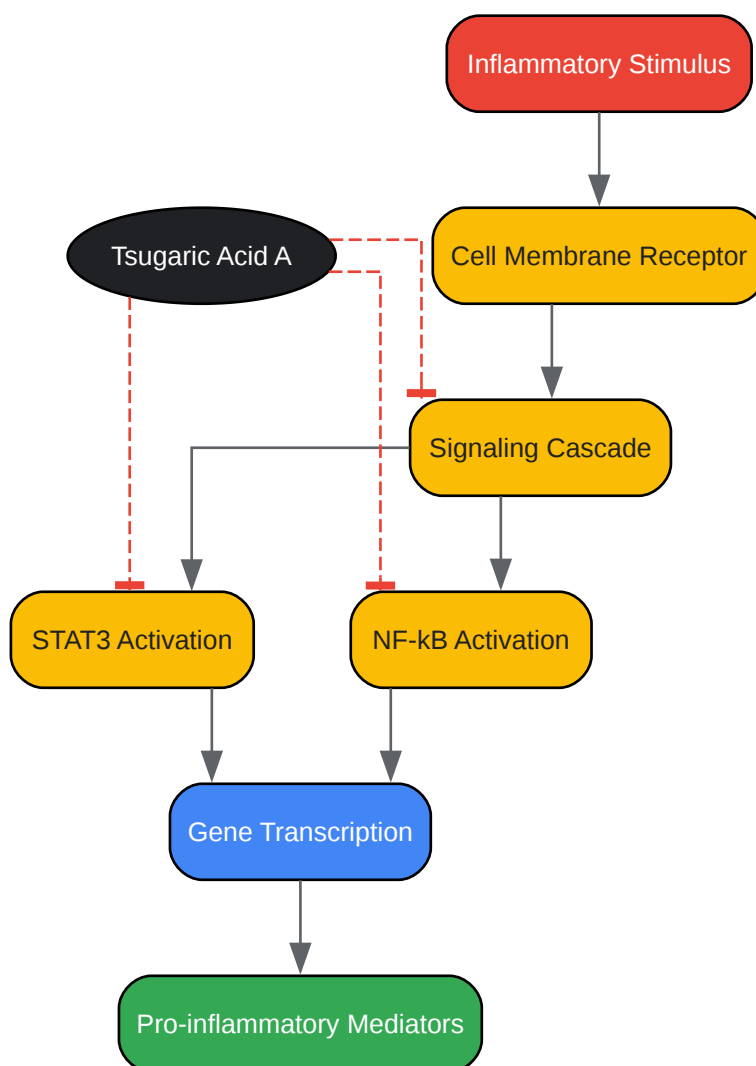 Inflammatory Stimulus
Tsugaric Acid A
Cell Membrane Receptor
Signaling Cascade
STAT3 Activation
NF-kB Activation
Gene Transcription
Pro-inflammatory Mediators